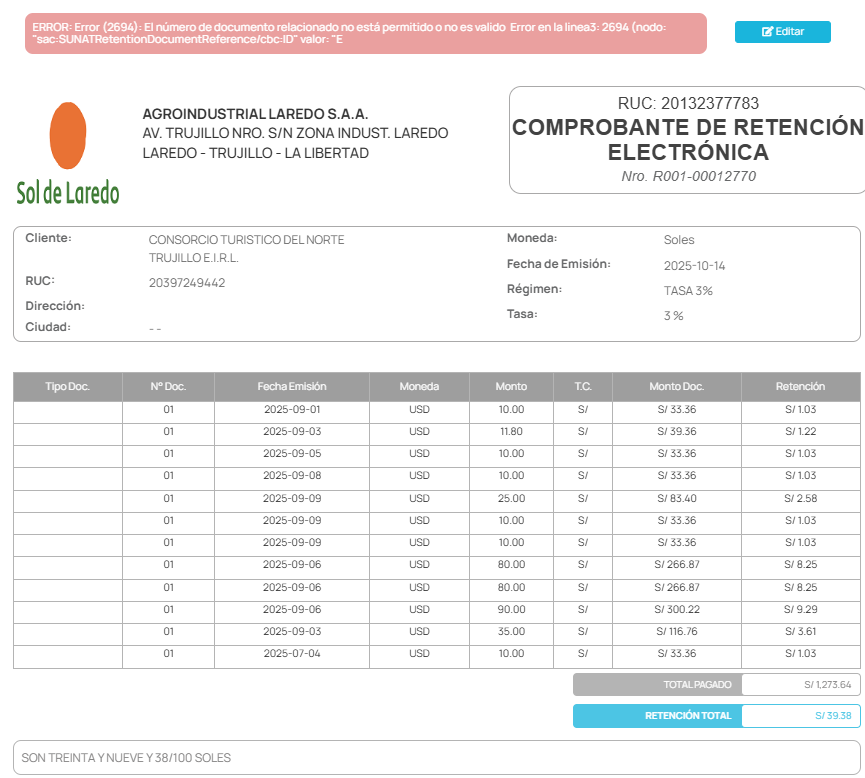 ERROR: Error (2694): El número de documento relacionado no está permitido o no es valido  Error en la linea3: 2694 (nodo:
"sac:SUNATRetentionDocumentReference/cbc:ID" valor: "E
Editar
Sol de Laredo
AGROINDUSTRIAL LAREDO S.A.A.
AV. TRUJILLO NRO. S/N ZONA INDUST. LAREDO
LAREDO - TRUJILLO - LA LIBERTAD
RUC: 20132377783
COMPROBANTE DE RETENCIÓN
ELECTRÓNICA
Nro. R001-00012770
Cliente: CONSORCIO TURISTICO DEL NORTE
TRUJILLO E.I.R.L.
RUC: 20397249442
Dirección:
Ciudad: - -
Moneda: Soles
Fecha de Emisión: 2025-10-14
Régimen: TASA 3%
Tasa: 3 %
Tipo Doc. Nº Doc. Fecha Emisión Moneda Monto T.C. Monto Doc. Retención
01 2025-09-01 USD 10.00 S/ S/ 33.36 S/ 1.03
01 2025-09-03 USD 11.80 S/ S/ 39.36 S/ 1.22
01 2025-09-05 USD 10.00 S/ S/ 33.36 S/ 1.03
01 2025-09-08 USD 10.00 S/ S/ 33.36 S/ 1.03
01 2025-09-09 USD 25.00 S/ S/ 83.40 S/ 2.58
01 2025-09-09 USD 10.00 S/ S/ 33.36 S/ 1.03
01 2025-09-09 USD 10.00 S/ S/ 33.36 S/ 1.03
01 2025-09-06 USD 80.00 S/ S/ 266.87 S/ 8.25
01 2025-09-06 USD 80.00 S/ S/ 266.87 S/ 8.25
01 2025-09-06 USD 90.00 S/ S/ 300.22 S/ 9.29
01 2025-09-03 USD 35.00 S/ S/ 116.76 S/ 3.61
01 2025-07-04 USD 10.00 S/ S/ 33.36 S/ 1.03
TOTAL PAGADO S/ 1,273.64
RETENCIÓN TOTAL S/ 39.38
SON TREINTA Y NUEVE Y 38/100 SOLES